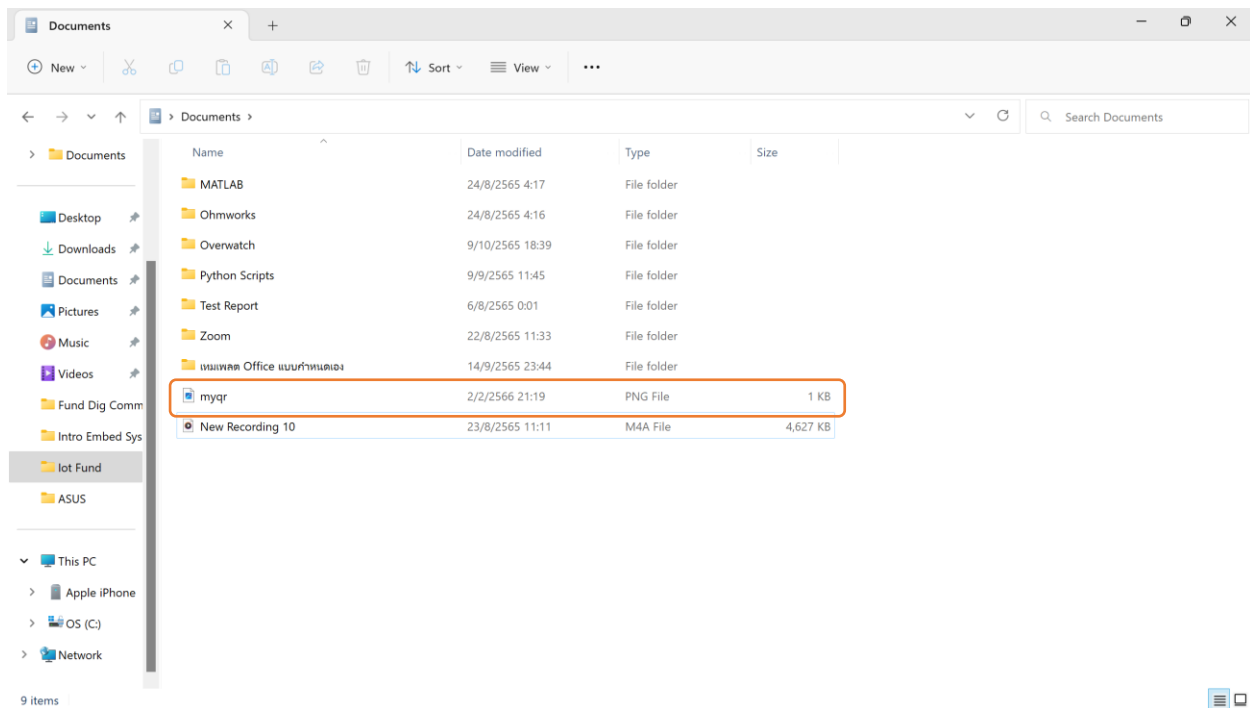 Documents
New
Sort
View
Documents
Search Documents
Documents
Desktop
Downloads
Documents
Pictures
Music
Videos
Fund Dig Comm
Intro Embed Sys
Iot Fund
ASUS
This PC
Apple iPhone
OS (C:)
Network
Name Date modified Type Size
MATLAB 24/8/2565 4:17 File folder
Ohmworks 24/8/2565 4:16 File folder
Overwatch 9/10/2565 18:39 File folder
Python Scripts 9/9/2565 11:45 File folder
Test Report 6/8/2565 0:01 File folder
Zoom 22/8/2565 11:33 File folder
เทมเพลต Office แบบกำหนดเอง 14/9/2565 23:44 File folder
myqr 2/2/2566 21:19 PNG File 1 KB
New Recording 10 23/8/2565 11:11 M4A File 4,627 KB
9 items